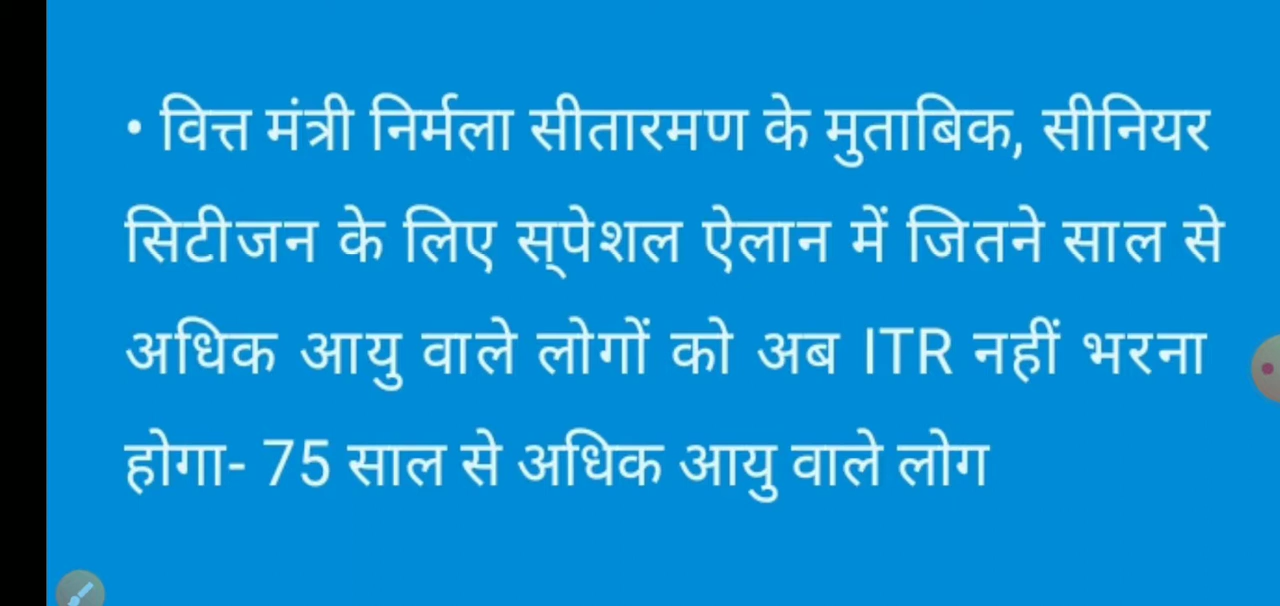 • वित्त मंत्री निर्मला सीतारमण के मुताबिक, सीनियर
सिटीजन के लिए स्पेशल ऐलान में जितने साल से
अधिक आयु वाले लोगों को अब ITR नहीं भरना
होगा- 75 साल से अधिक आयु वाले लोग